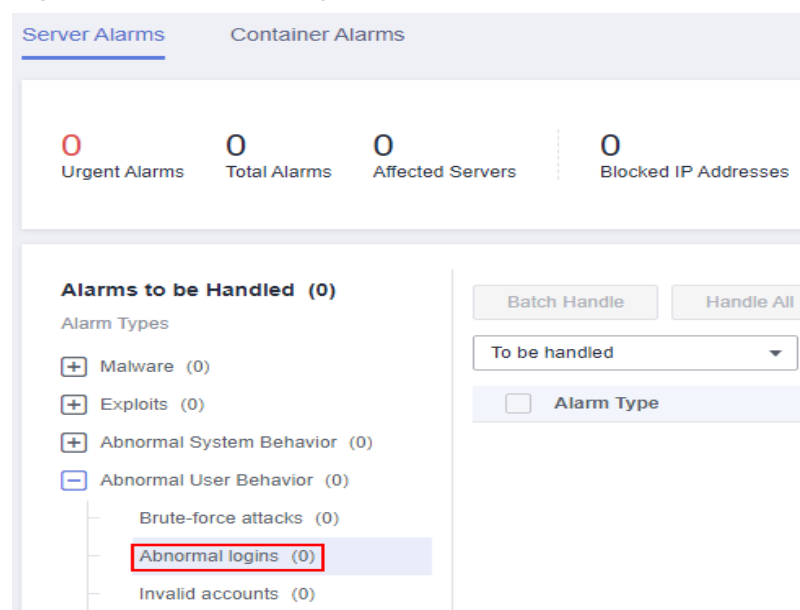 Server Alarms Container Alarms
0 0 0 0
Urgent Alarms Total Alarms Affected Servers Blocked IP Addresses
Alarms to be Handled (0)
Alarm Types
Malware (0)
Exploits (0)
Abnormal System Behavior (0)
Abnormal User Behavior (0)
Brute-force attacks (0)
Abnormal logins (0)
Invalid accounts (0)
Batch Handle Handle All
To be handled
Alarm Type